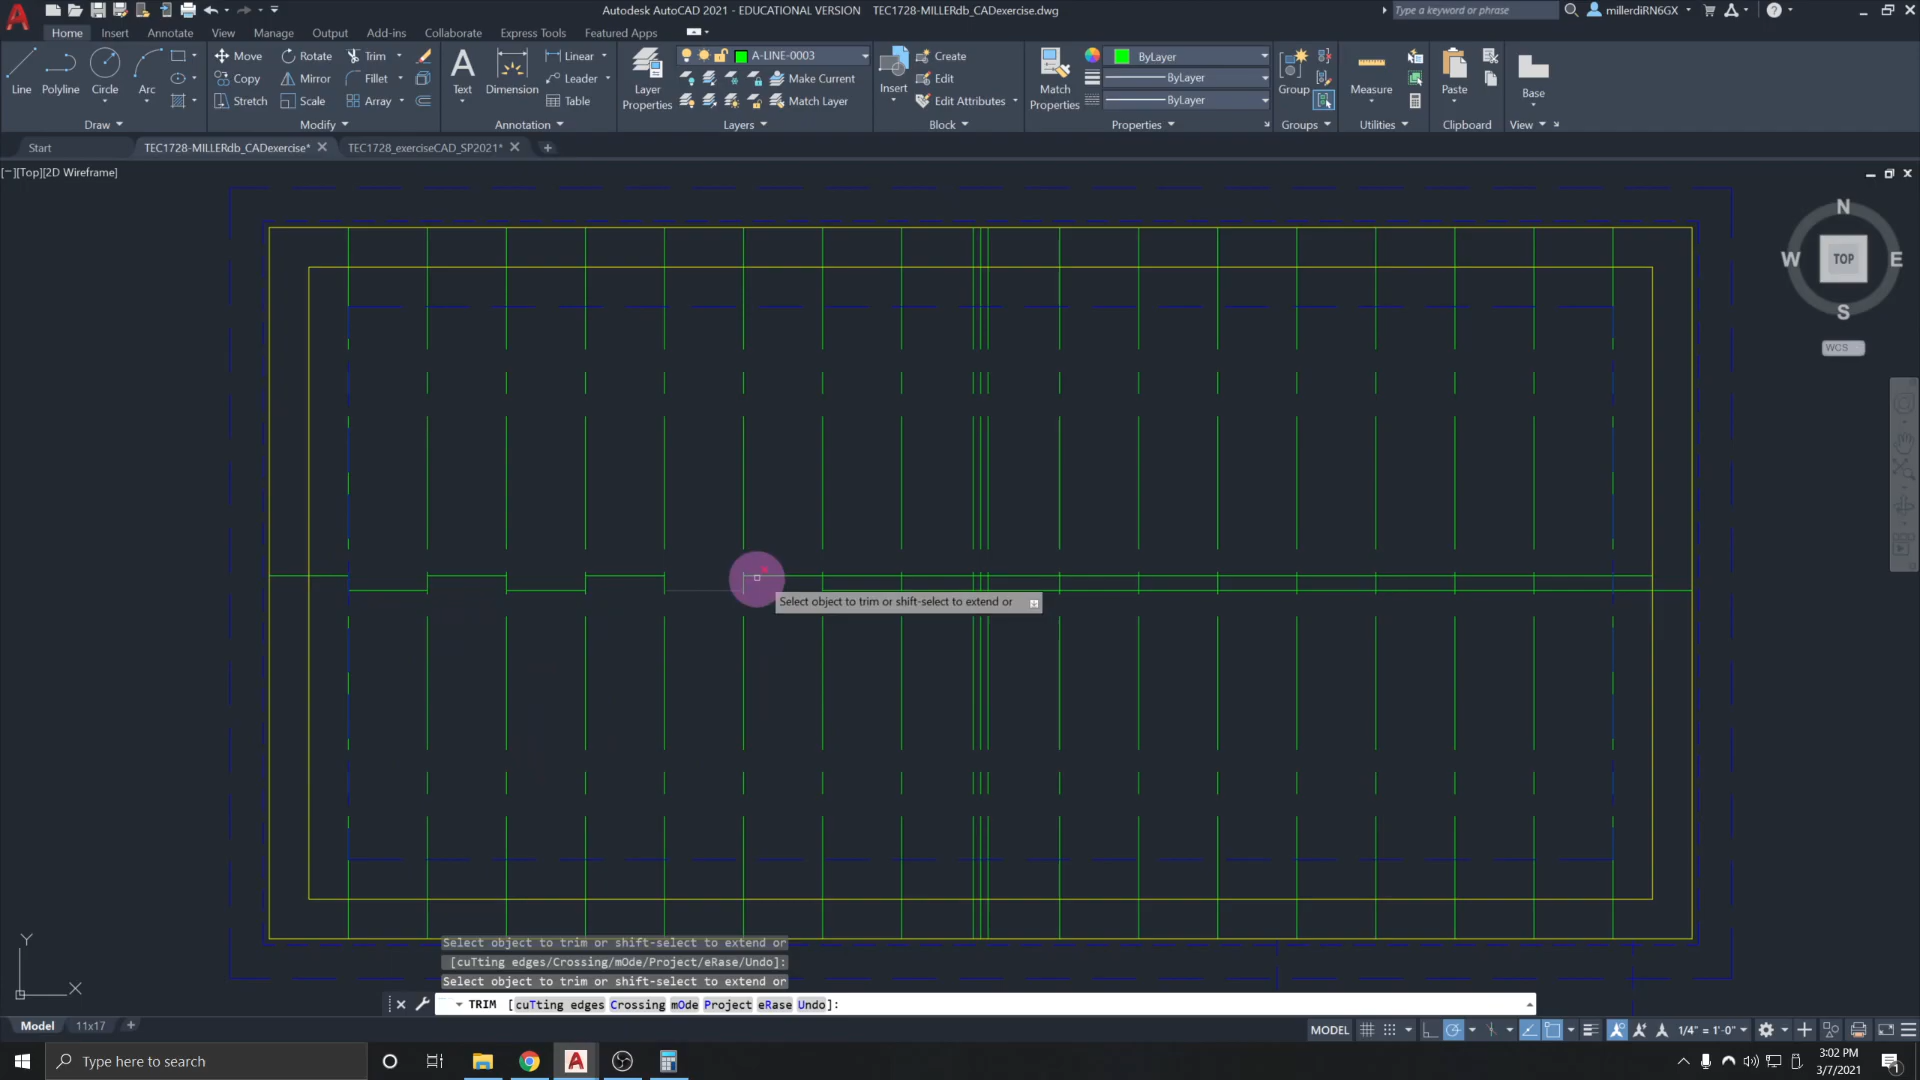 Autodesk AutoCAD 2021 - EDUCATIONAL VERSION TEC1728-MILLERdb_CADexercise.dwg
Type a keyword or phrase
millerdiRN6GX
Home Insert Annotate View Manage Output Add-ins Collaborate Express Tools Featured Apps
Line Polyline Circle Arc
Move Rotate Trim
Copy Mirror Fillet
Stretch Scale Array
Text Dimension
Linear
Leader
Table
Layer Properties
A-LINE-0003
Make Current
Match Layer
Insert
Create
Edit
Edit Attributes
Match Properties
ByLayer
ByLayer
ByLayer
Group
Measure
Paste
Base
Draw Modify Annotation Layers Block Properties Groups Utilities Clipboard View
Start TEC1728-MILLERdb_CADexercise* TEC1728_exerciseCAD_SP2021*
[−][Top][2D Wireframe]
N
W TOP E
S
WCS
Select object to trim or shift-select to extend or
Y
X
Select object to trim or shift-select to extend or
[cuTting edges/Crossing/mOde/Project/eRase/Undo]:
Select object to trim or shift-select to extend or
TRIM [cuTting edges Crossing mOde Project eRase Undo]:
Model 11x17
MODEL 1/4" = 1'-0"
Type here to search
3:02 PM
3/7/2021
1